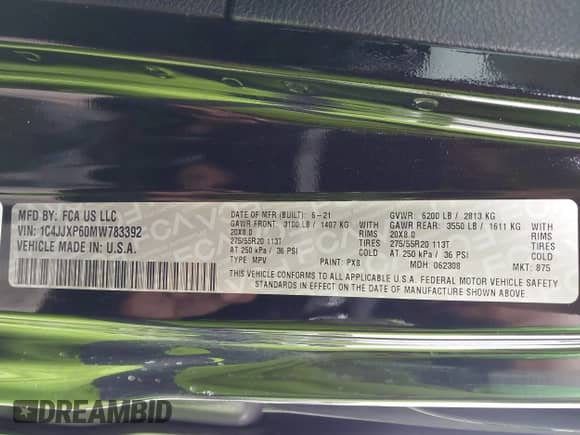 MFD BY: FCA US LLC
VIN: 1C4JJXP60MW783392
VEHICLE MADE IN U.S.A.
DATE OF MFR (BUILT): 6-21 GVWR: 6200 LB / 2813 KG
GAWR FRONT: 3100 LB / 1407 KG WITH GAWR REAR: 3550 LB / 1611 KG WITH
20X8.0 RIMS 20X8.0 RIMS
275/55R20 113T TIRES 275/55R20 113T TIRES
AT 250 kPa / 36 PSI COLD AT 250 kPa / 36 PSI COLD
TYPE: MPV PAINT: PX8 MDH: 062308 MKT: 875
THIS VEHICLE CONFORMS TO ALL APPLICABLE U.S.A. FEDERAL MOTOR VEHICLE SAFETY
STANDARDS IN EFFECT ON THE DATE OF MANUFACTURE SHOWN ABOVE.
DREAMBID